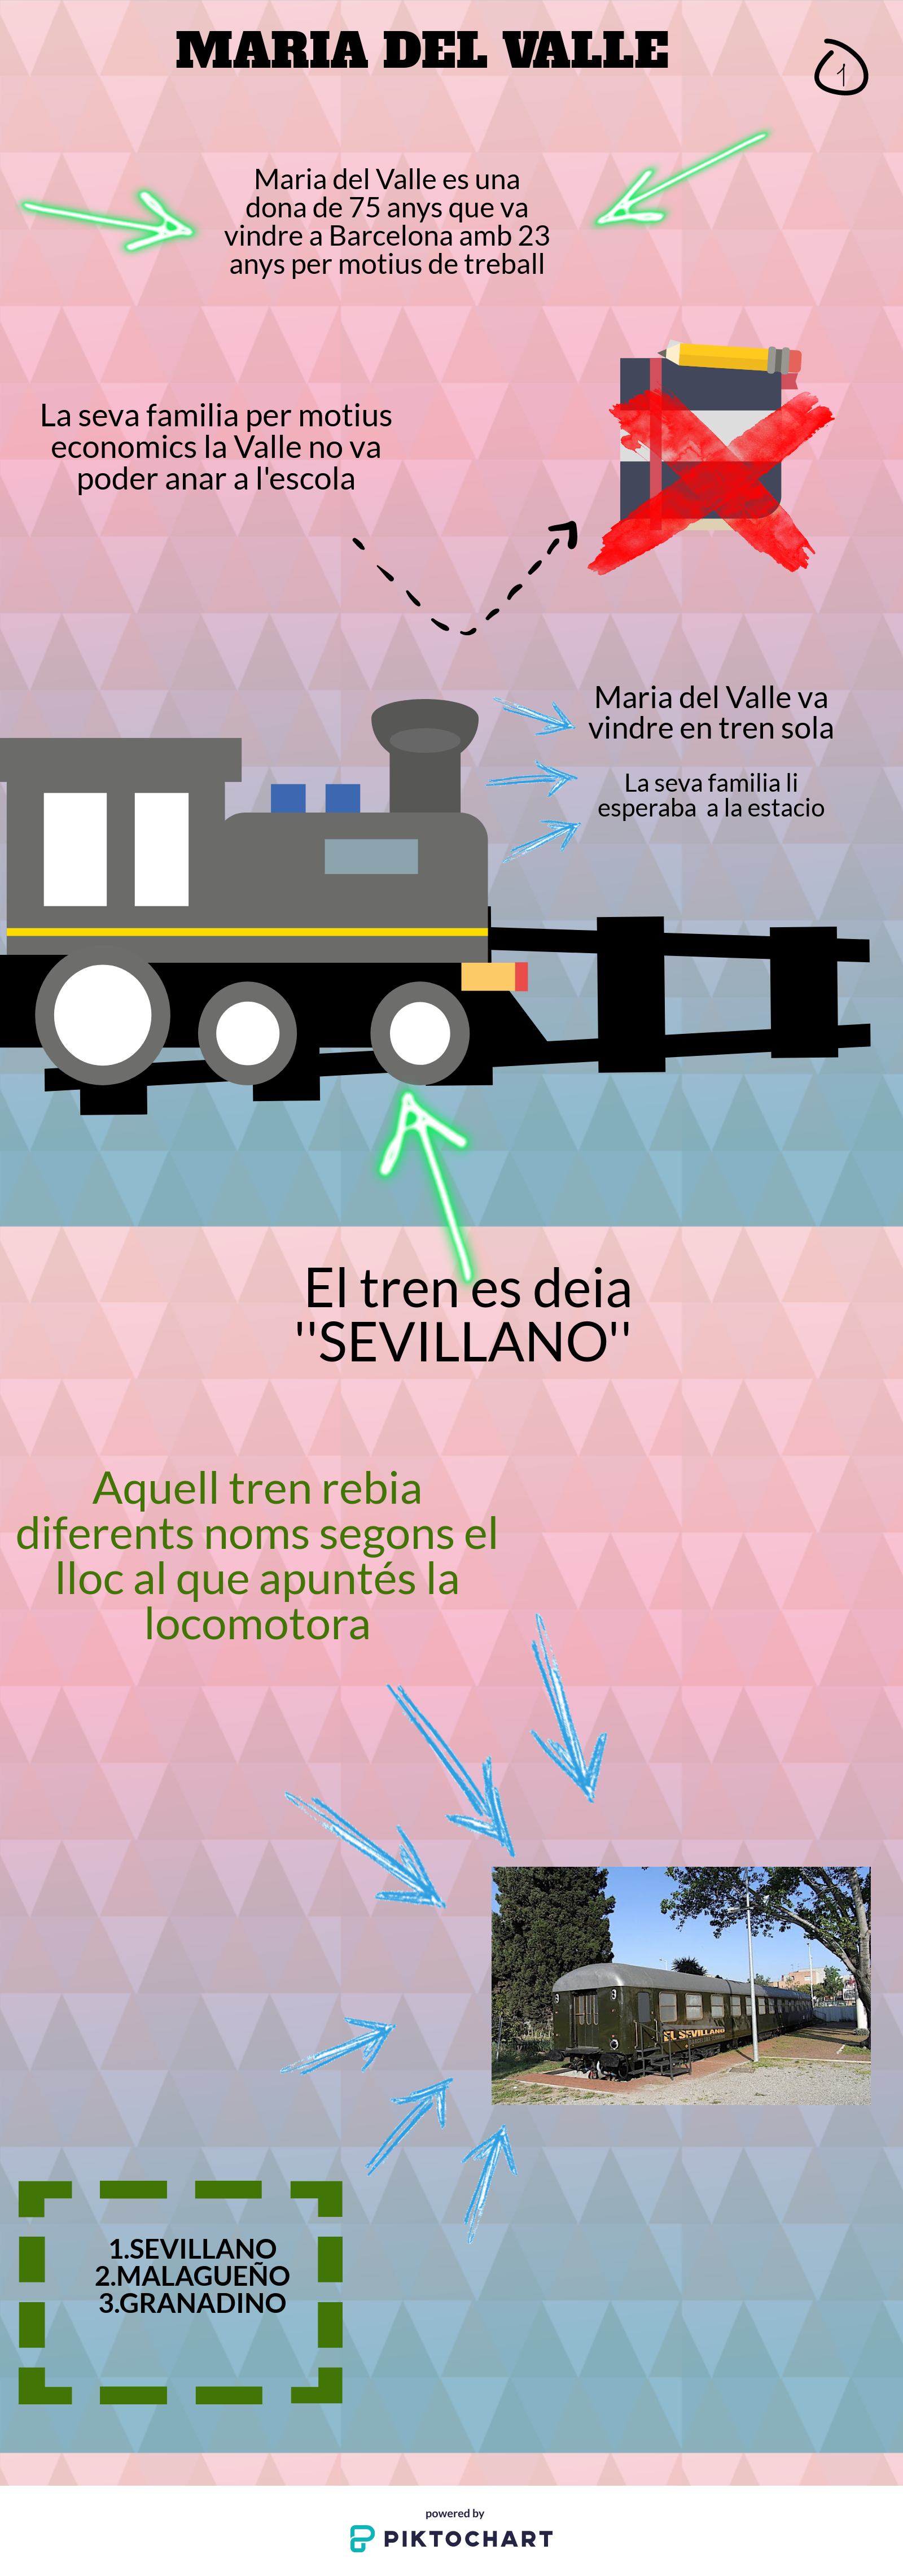 MARIA DEL VALLE
1
Maria del Valle es una
dona de 75 anys que va
vindre a Barcelona amb 23
anys per motius de treball
La seva familia per motius
economics la Valle no va
poder anar a l'escola
Maria del Valle va
vindre en tren sola
La seva familia li
esperaba a la estacio
El tren es deia
"SEVILLANO"
Aquell tren rebia
diferents noms segons el
lloc al que apuntés la
locomotora
EL SEVILLANO
1.SEVILLANO
2.MALAGUEÑO
3.GRANADINO
powered by
PIKTOCHART